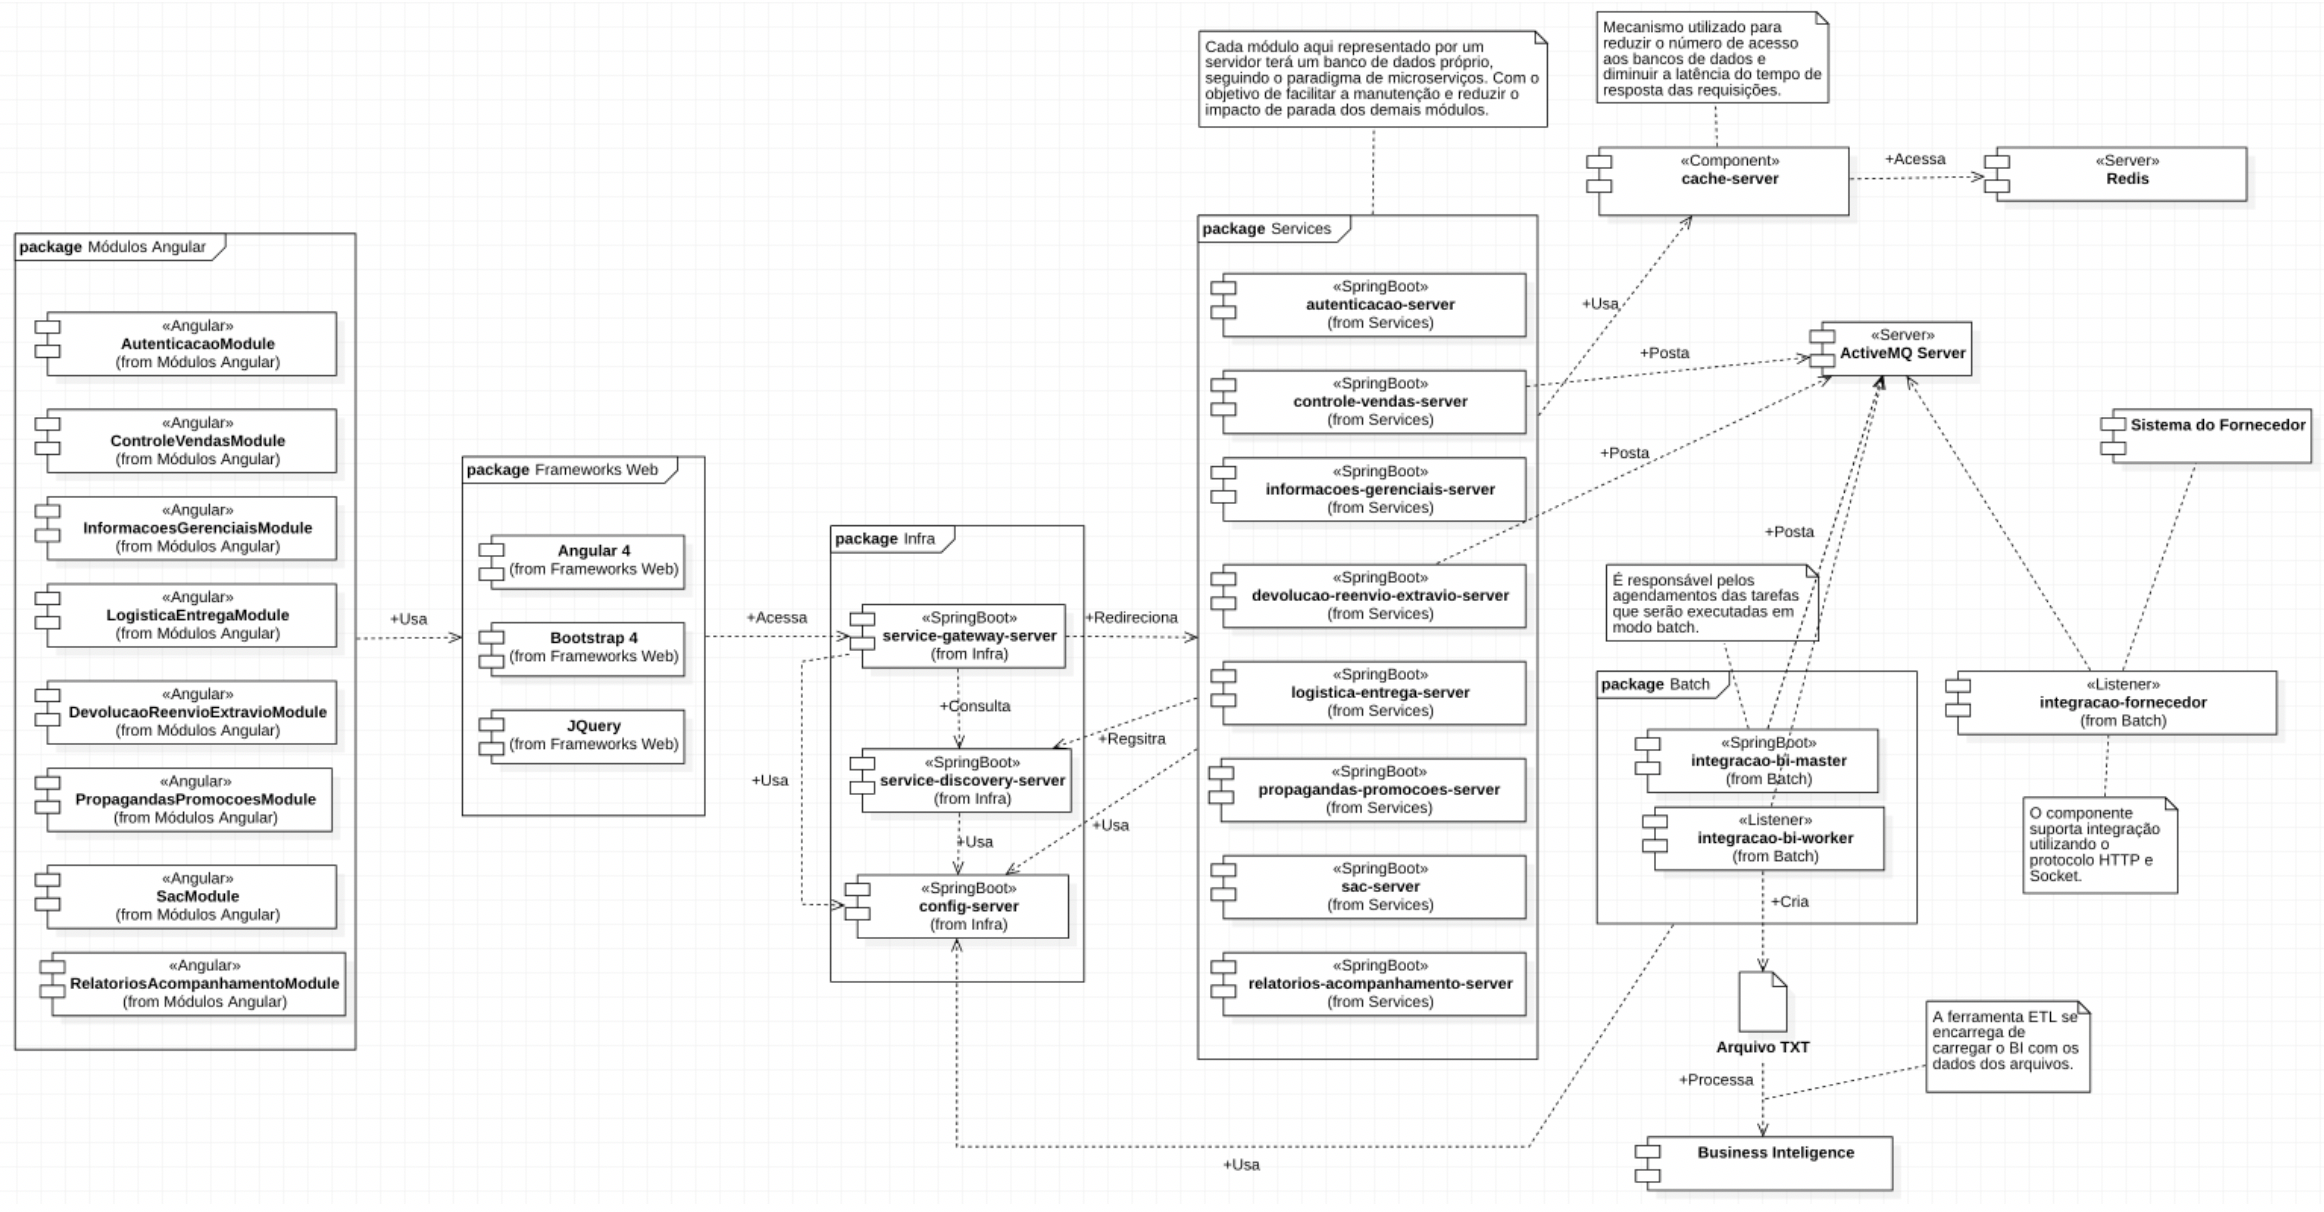 Cada módulo aqui representado por um
servidor terá um banco de dados próprio,
seguindo o paradigma de microserviços. Com o
objetivo de facilitar a manutenção e reduzir o
impacto de parada dos demais módulos.
Mecanismo utilizado para
reduzir o número de acesso
aos bancos de dados e
diminuir a latência do tempo de
resposta das requisições.
«Component»
cache-server
+Acessa
«Server»
Redis
package Módulos Angular
«Angular»
AutenticacaoModule
(from Módulos Angular)
«Angular»
ControleVendasModule
(from Módulos Angular)
«Angular»
InformacoesGerenciaisModule
(from Módulos Angular)
«Angular»
LogisticaEntregaModule
(from Módulos Angular)
«Angular»
DevolucaoReenvioExtravioModule
(from Módulos Angular)
«Angular»
PropagandasPromocoesModule
(from Módulos Angular)
«Angular»
SacModule
(from Módulos Angular)
«Angular»
RelatoriosAcompanhamentoModule
(from Módulos Angular)
+Usa
package Frameworks Web
Angular 4
(from Frameworks Web)
Bootstrap 4
(from Frameworks Web)
JQuery
(from Frameworks Web)
+Acessa
package Infra
«SpringBoot»
service-gateway-server
(from Infra)
+Consulta
«SpringBoot»
service-discovery-server
(from Infra)
+Usa
+Usa
«SpringBoot»
config-server
(from Infra)
+Redireciona
+Regsitra
+Usa
package Services
«SpringBoot»
autenticacao-server
(from Services)
«SpringBoot»
controle-vendas-server
(from Services)
«SpringBoot»
informacoes-gerenciais-server
(from Services)
«SpringBoot»
devolucao-reenvio-extravio-server
(from Services)
«SpringBoot»
logistica-entrega-server
(from Services)
«SpringBoot»
propagandas-promocoes-server
(from Services)
«SpringBoot»
sac-server
(from Services)
«SpringBoot»
relatorios-acompanhamento-server
(from Services)
+Usa
+Posta
+Posta
+Posta
«Server»
ActiveMQ Server
Sistema do Fornecedor
É responsável pelos
agendamentos das tarefas
que serão executadas em
modo batch.
package Batch
«SpringBoot»
integracao-bi-master
(from Batch)
«Listener»
integracao-bi-worker
(from Batch)
«Listener»
integracao-fornecedor
(from Batch)
O componente
suporta integração
utilizando o
protocolo HTTP e
Socket.
+Cria
Arquivo TXT
+Processa
A ferramenta ETL se
encarrega de
carregar o BI com os
dados dos arquivos.
Business Inteligence
+Usa